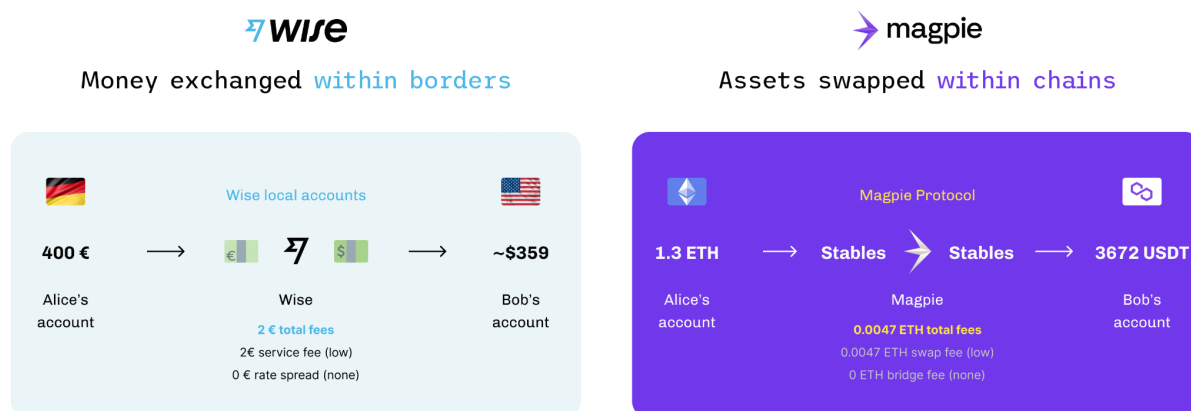 wise
Money exchanged within borders
Wise local accounts
400 €
€
$
~$359
Alice's
account
Wise
Bob's
account
2 € total fees
2€ service fee (low)
0 € rate spread (none)
magpie
Assets swapped within chains
Magpie Protocol
1.3 ETH
Stables
Stables
3672 USDT
Alice's
account
Magpie
Bob's
account
0.0047 ETH total fees
0.0047 ETH swap fee (low)
0 ETH bridge fee (none)